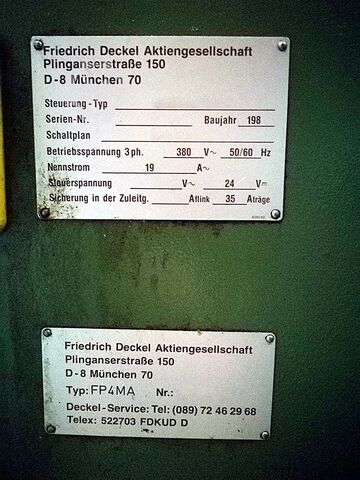 Friedrich Deckel Aktiengesellschaft
Plinganserstraße 150
D-8 München 70
Steuerung-Typ
Serien-Nr. Baujahr 198
Schaltplan
Betriebsspannung 3ph. 380 V~ 50/60 Hz
Nennstrom 19 A~
Steuerspannung V~ 24 V=
Sicherung in der Zuleitg. Aflink 35 Aträge
Friedrich Deckel Aktiengesellschaft
Plinganserstraße 150
D-8 München 70
Typ: FP4MA Nr.:
Deckel-Service: Tel: (089) 72 46 29 68
Telex: 522703 FDKUD D